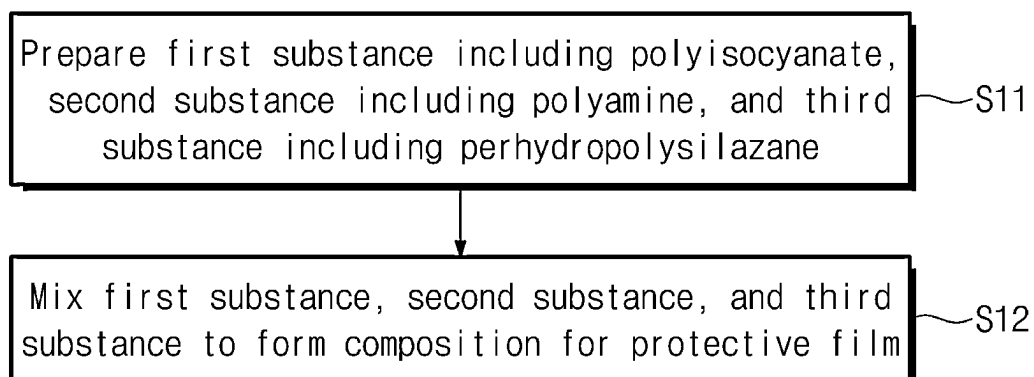 Prepare first substance including polyisocyanate,
second substance including polyamine, and third
substance including perhydropolysilazane
S11
Mix first substance, second substance, and third
substance to form composition for protective film
S12